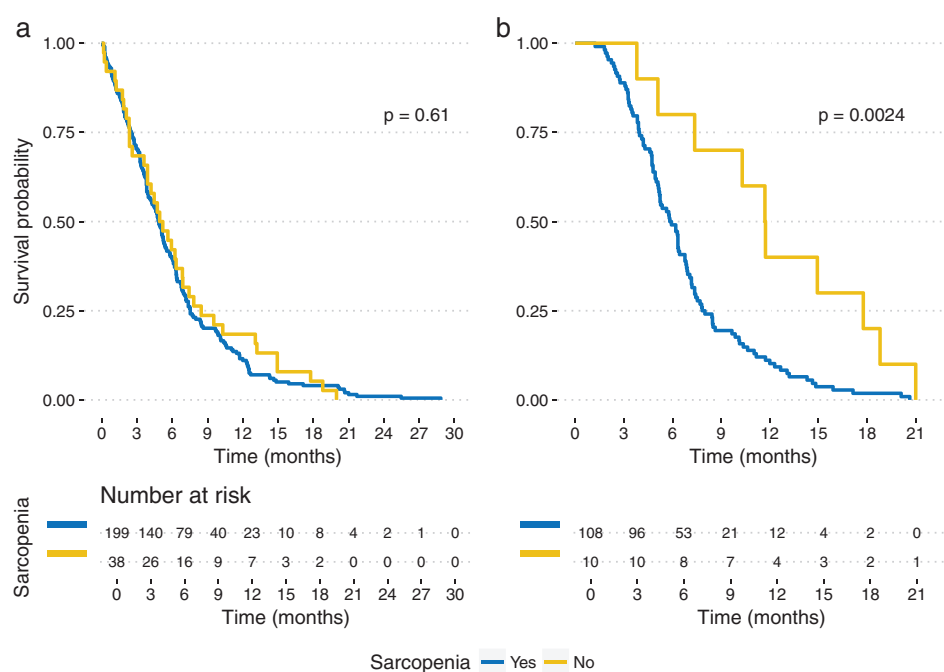 a
b
1.00
0.75
0.50
0.25
0.00
Survival probability
p = 0.61
0 3 6 9 12 15 18 21 24 27 30
Time (months)
1.00
0.75
0.50
0.25
0.00
p = 0.0024
0 3 6 9 12 15 18 21
Time (months)
Number at risk
Sarcopenia
199 140 79 40 23 10 8 4 2 1 0
38 26 16 9 7 3 2 0 0 0 0
0 3 6 9 12 15 18 21 24 27 30
Time (months)
108 96 53 21 12 4 2 0
10 10 8 7 4 3 2 1
0 3 6 9 12 15 18 21
Time (months)
Sarcopenia Yes No